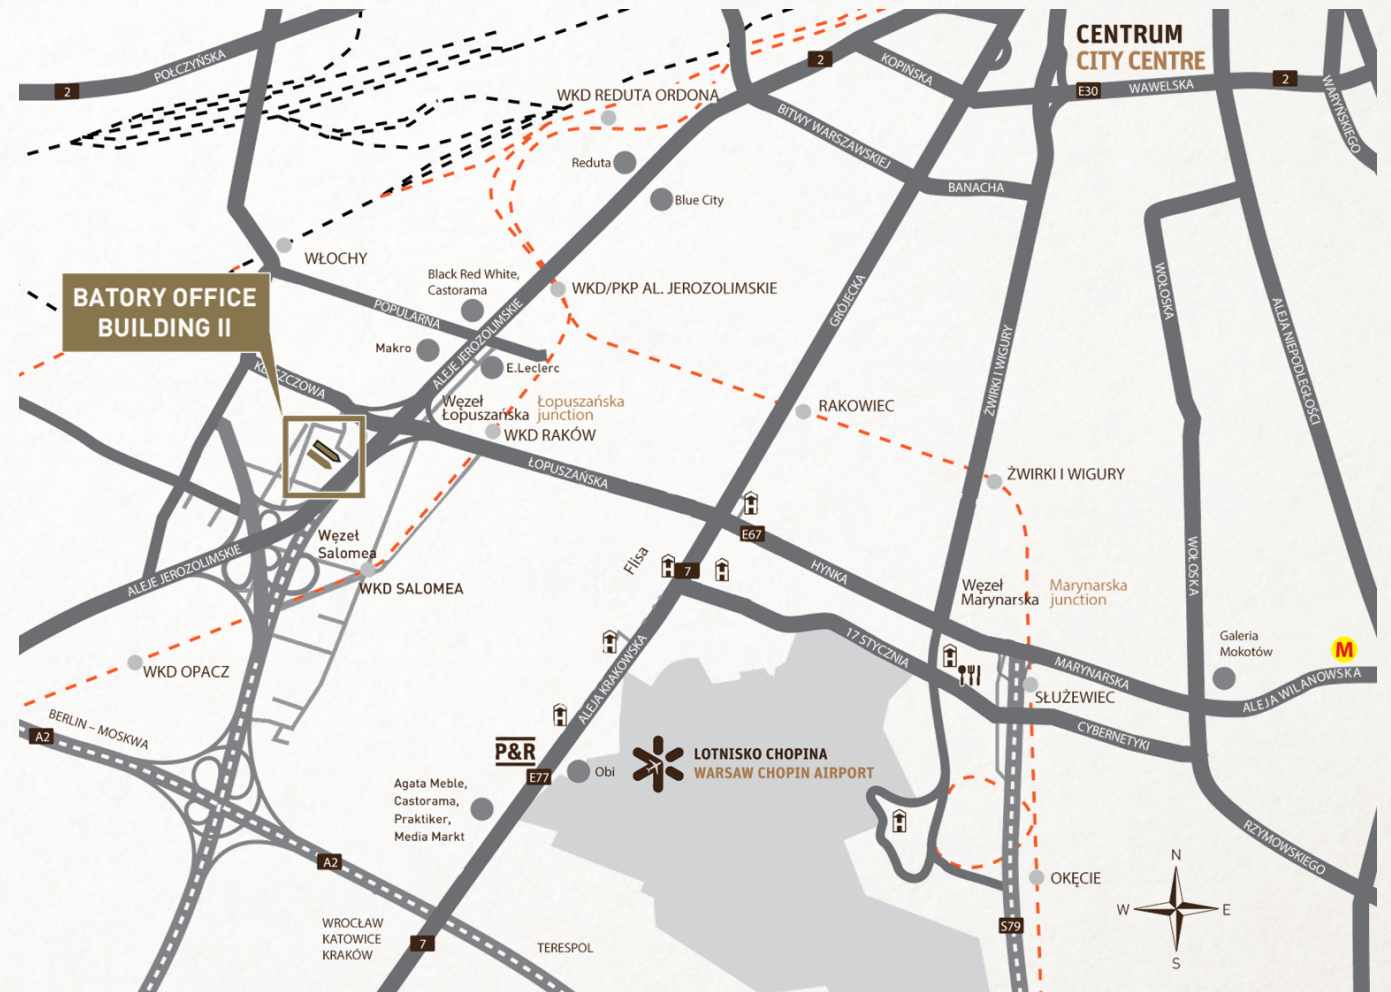 CENTRUM
CITY CENTRE
POŁCZYŃSKA
2
2
KOPIŃSKA
E30
WAWELSKA
2
WARYŃSKIEGO
WKD REDUTA ORDONA
BITWY WARSZAWSKIEJ
BANACHA
Reduta
Blue City
WŁOCHY
Black Red White,
Castorama
WKD/PKP AL. JEROZOLIMSKIE
BATORY OFFICE
BUILDING II
POPULARNA
ALEJE JEROZOLIMSKIE
GRÓJECKA
ŻWIRKI I WIGURY
WOŁOSKA
ALEJA NIEPODLEGŁOŚCI
Makro
E.Leclerc
KLESZCZOWA
Węzeł
Łopuszańska
Łopuszańska
junction
WKD RAKÓW
RAKOWIEC
ŁOPUSZAŃSKA
ŻWIRKI I WIGURY
E67
Węzeł
Salomea
ALEJE JEROZOLIMSKIE
WKD SALOMEA
Flisa
7
HYNKA
WOŁOSKA
Węzeł
Marynarska
Marynarska
junction
17 STYCZNIA
ALEJA KRAKOWSKA
Galeria
Mokotów
M
WKD OPACZ
MARYNARSKA
SŁUŻEWIEC
ALEJA WILANOWSKA
BERLIN – MOSKWA
A2
CYBERNETYKI
P&R
E77
Obi
LOTNISKO CHOPINA
WARSAW CHOPIN AIRPORT
Agata Meble,
Castorama,
Praktiker,
Media Markt
RZYMOWSKIEGO
A2
OKĘCIE
N
W
E
S
S79
WROCŁAW
KATOWICE
KRAKÓW
7
TERESPOL